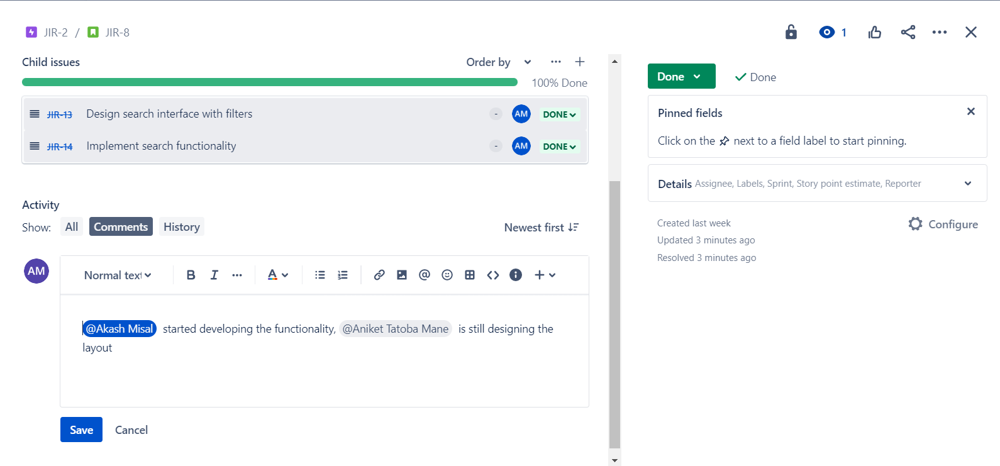 JIR-2 / JIR-8
1
Child issues
Order by
100% Done
JIR-13 Design search interface with filters - AM DONE
JIR-14 Implement search functionality - AM DONE
Activity
Show: All Comments History
Newest first
AM
Normal text B I A @
@Akash Misal started developing the functionality, @Aniket Tatoba Mane is still designing the
layout
Save Cancel
Done Done
Pinned fields
Click on the next to a field label to start pinning.
Details Assignee, Labels, Sprint, Story point estimate, Reporter
Created last week
Configure
Updated 3 minutes ago
Resolved 3 minutes ago